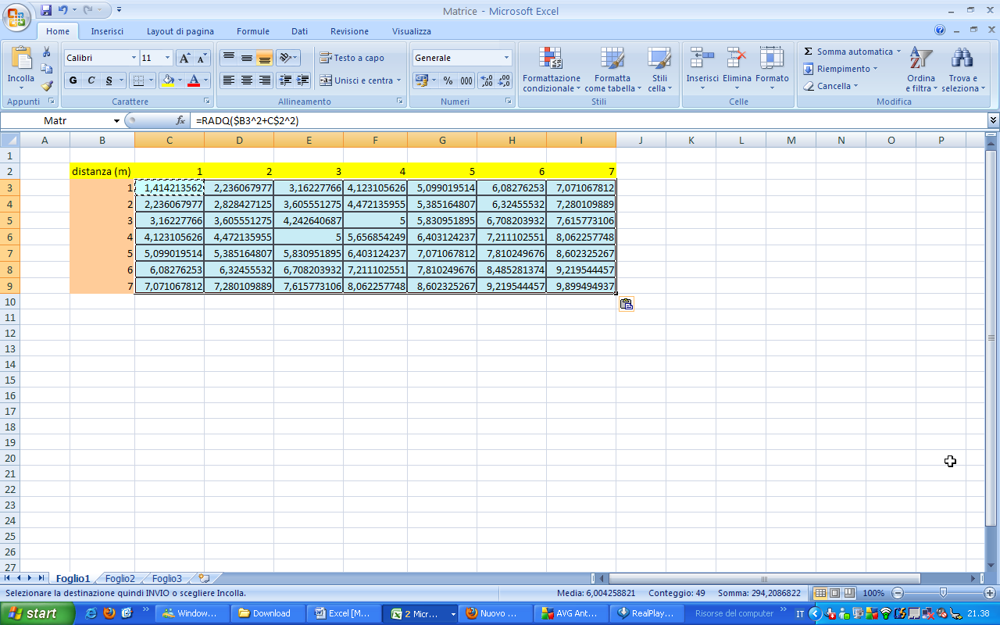 Matrice - Microsoft Excel
Home Inserisci Layout di pagina Formule Dati Revisione Visualizza
Incolla
Calibri 11
G C S
Testo a capo
Unisci e centra
Generale
% 000
Formattazione condizionale
Formatta come tabella
Stili cella
Inserisci Elimina Formato
Σ Somma automatica
Riempimento
Cancella
Ordina e filtra
Trova e seleziona
Appunti Carattere Allineamento Numeri Stili Celle Modifica
Matr fx =RADQ($B3^2+C$2^2)
A B C D E F G H I J K L M N O P
1
2 distanza (m) 1 2 3 4 5 6 7
3 1 1,414213562 2,236067977 3,16227766 4,123105626 5,099019514 6,08276253 7,071067812
4 2 2,236067977 2,828427125 3,605551275 4,472135955 5,385164807 6,32455532 7,280109889
5 3 3,16227766 3,605551275 4,242640687 5 5,830951895 6,708203932 7,615773106
6 4 4,123105626 4,472135955 5 5,656854249 6,403124237 7,211102551 8,062257748
7 5 5,099019514 5,385164807 5,830951895 6,403124237 7,071067812 7,810249676 8,602325267
8 6 6,08276253 6,32455532 6,708203932 7,211102551 7,810249676 8,485281374 9,219544457
9 7 7,071067812 7,280109889 7,615773106 8,062257748 8,602325267 9,219544457 9,899494937
10
11
12
13
14
15
16
17
18
19
20
21
22
23
24
25
26
27
Foglio1 Foglio2 Foglio3
Selezionare la destinazione quindi INVIO o scegliere Incolla. Media: 6,004258821 Conteggio: 49 Somma: 294,2086822 100%
start Window... Download Excel [M... 2 Micr... Nuovo ... AVG Ant... RealPlay... Risorse del computer IT 21.38